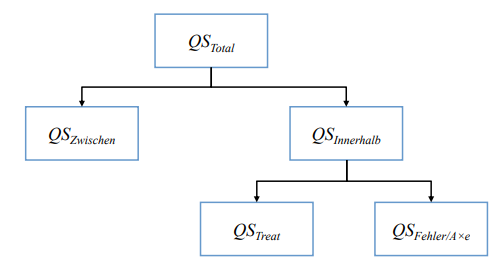 QS_Total
QS_Zwischen
QS_Innerhalb
QS_Treat
QS_Fehler/A×e